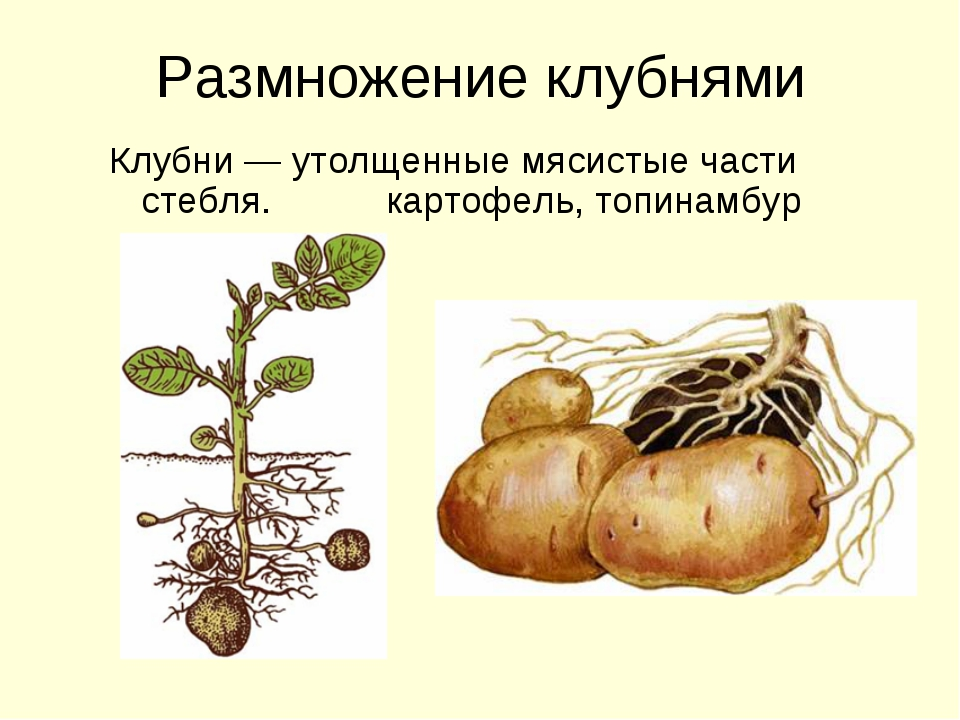 Размножение клубнями
Клубни — утолщенные мясистые части
стебля. картофель, топинамбур